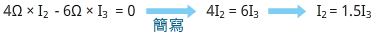 4Ω × I₂ - 6Ω × I₃ = 0 簡寫 4I₂ = 6I₃ I₂ = 1.5I₃